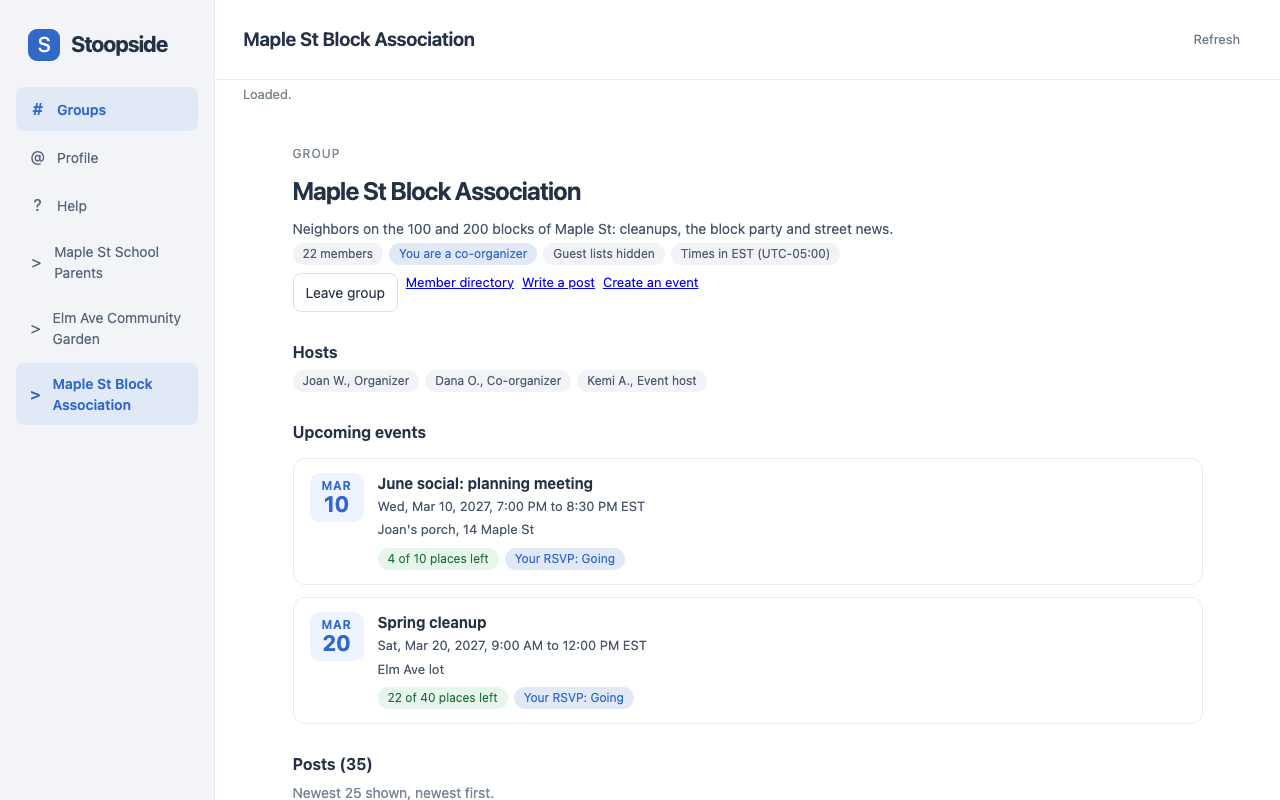 S Stoopside
# Groups
@ Profile
? Help
> Maple St School
Parents
> Elm Ave Community
Garden
> Maple St Block
Association
Maple St Block Association
Refresh
Loaded.
GROUP
Maple St Block Association
Neighbors on the 100 and 200 blocks of Maple St: cleanups, the block party and street news.
22 members You are a co-organizer Guest lists hidden Times in EST (UTC-05:00)
Leave group Member directory Write a post Create an event
Hosts
Joan W., Organizer Dana O., Co-organizer Kemi A., Event host
Upcoming events
MAR
10
June social: planning meeting
Wed, Mar 10, 2027, 7:00 PM to 8:30 PM EST
Joan's porch, 14 Maple St
4 of 10 places left Your RSVP: Going
MAR
20
Spring cleanup
Sat, Mar 20, 2027, 9:00 AM to 12:00 PM EST
Elm Ave lot
22 of 40 places left Your RSVP: Going
Posts (35)
Newest 25 shown, newest first.